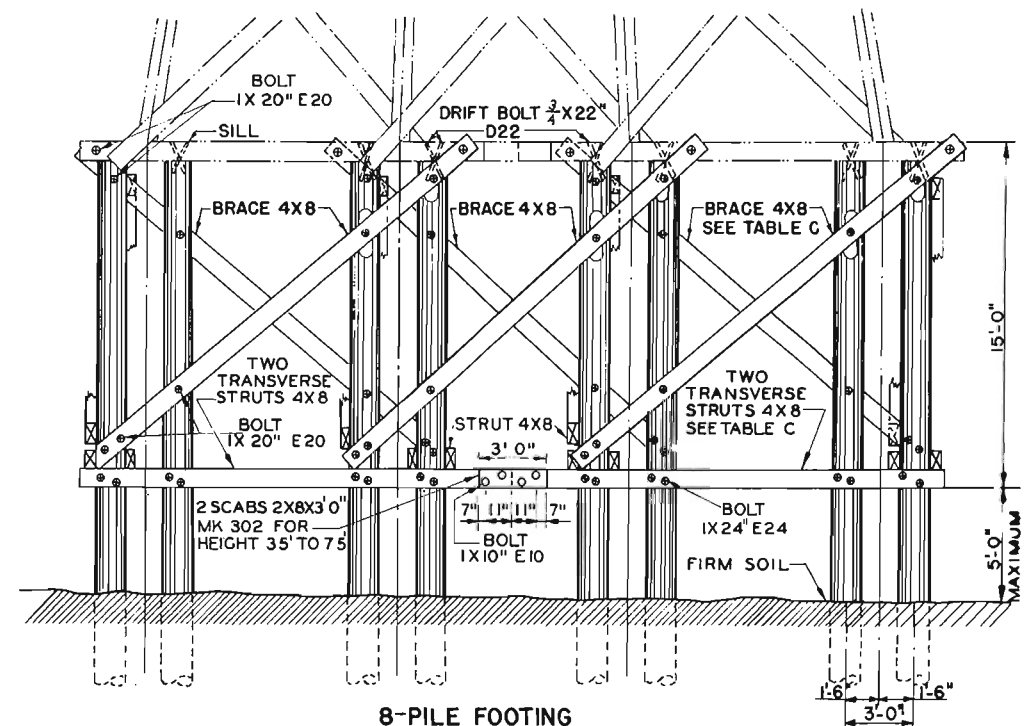 BOLT
1X 20" E20
SILL
DRIFT BOLT 3/4 X 22"
D22
BRACE 4X8
BRACE 4X8
BRACE 4X8
SEE TABLE C
15'-0"
TWO
TRANSVERSE
STRUTS 4X8
TWO
TRANSVERSE
STRUTS 4X8
SEE TABLE C
BOLT
1X 20" E20
STRUT 4X8
3' 0"
2 SCABS 2X8X3'0"
MK 302 FOR
HEIGHT 35' TO 75'
7" 11" 11" 7"
BOLT
1X10" E10
BOLT
1X24" E24
FIRM SOIL
5'-0"
MAXIMUM
1'-6" 1'-6"
3'-0"
8-PILE FOOTING